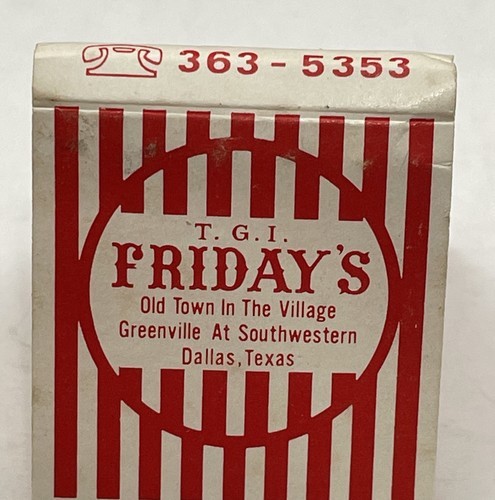 363-5353
T. G. I.
FRIDAY'S
Old Town In The Village
Greenville At Southwestern
Dallas, Texas